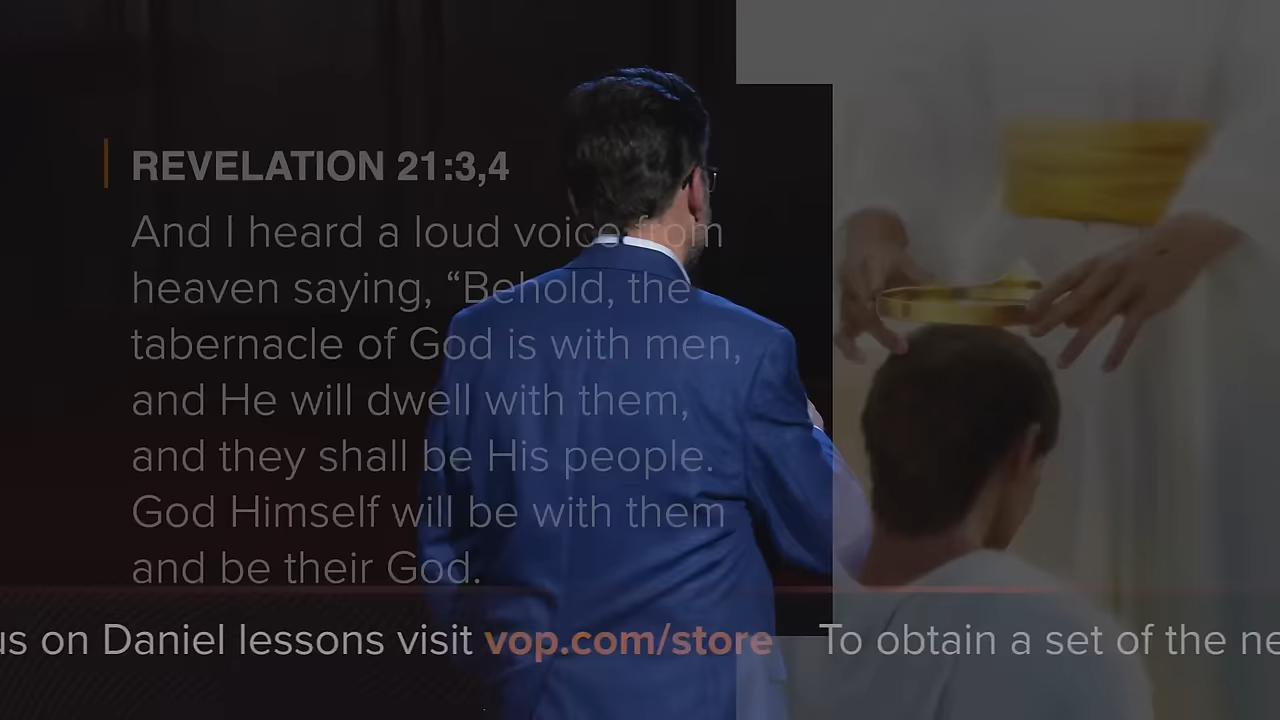 REVELATION 21:3,4
And I heard a loud voice from
heaven saying, “Behold, the
tabernacle of God is with men,
and He will dwell with them,
and they shall be His people.
God Himself will be with them
and be their God.
us on Daniel lessons visit vop.com/store To obtain a set of the ne